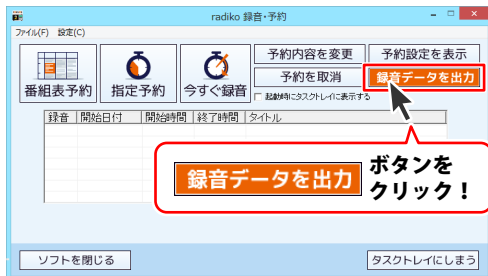 radiko 録音・予約
ファイル(F) 設定(C)
番組表予約
指定予約
今すぐ録音
予約内容を変更
予約設定を表示
予約を取消
録音データを出力
起動時にタスクトレイに表示する
録音 開始日付 開始時間 終了時間 タイトル
録音データを出力
ボタンを
クリック！
ソフトを閉じる
タスクトレイにしまう